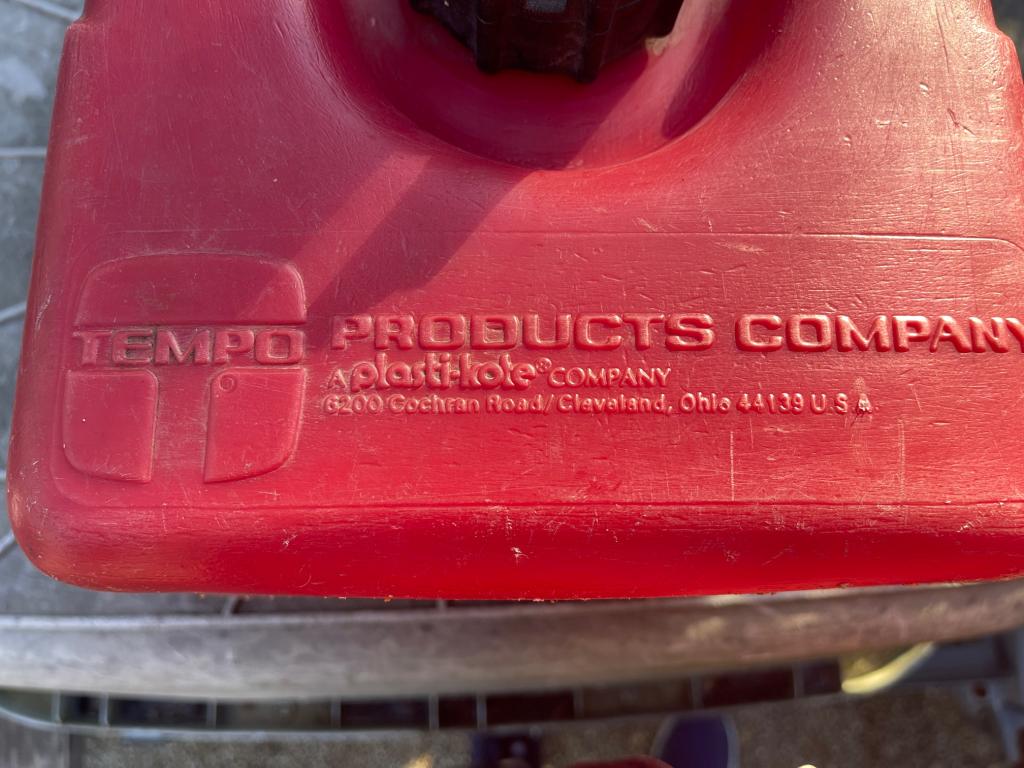 TEMPO PRODUCTS COMPANY
A plasti-kote® COMPANY
6200 Cochran Road/Cleveland, Ohio 44139 U.S.A.